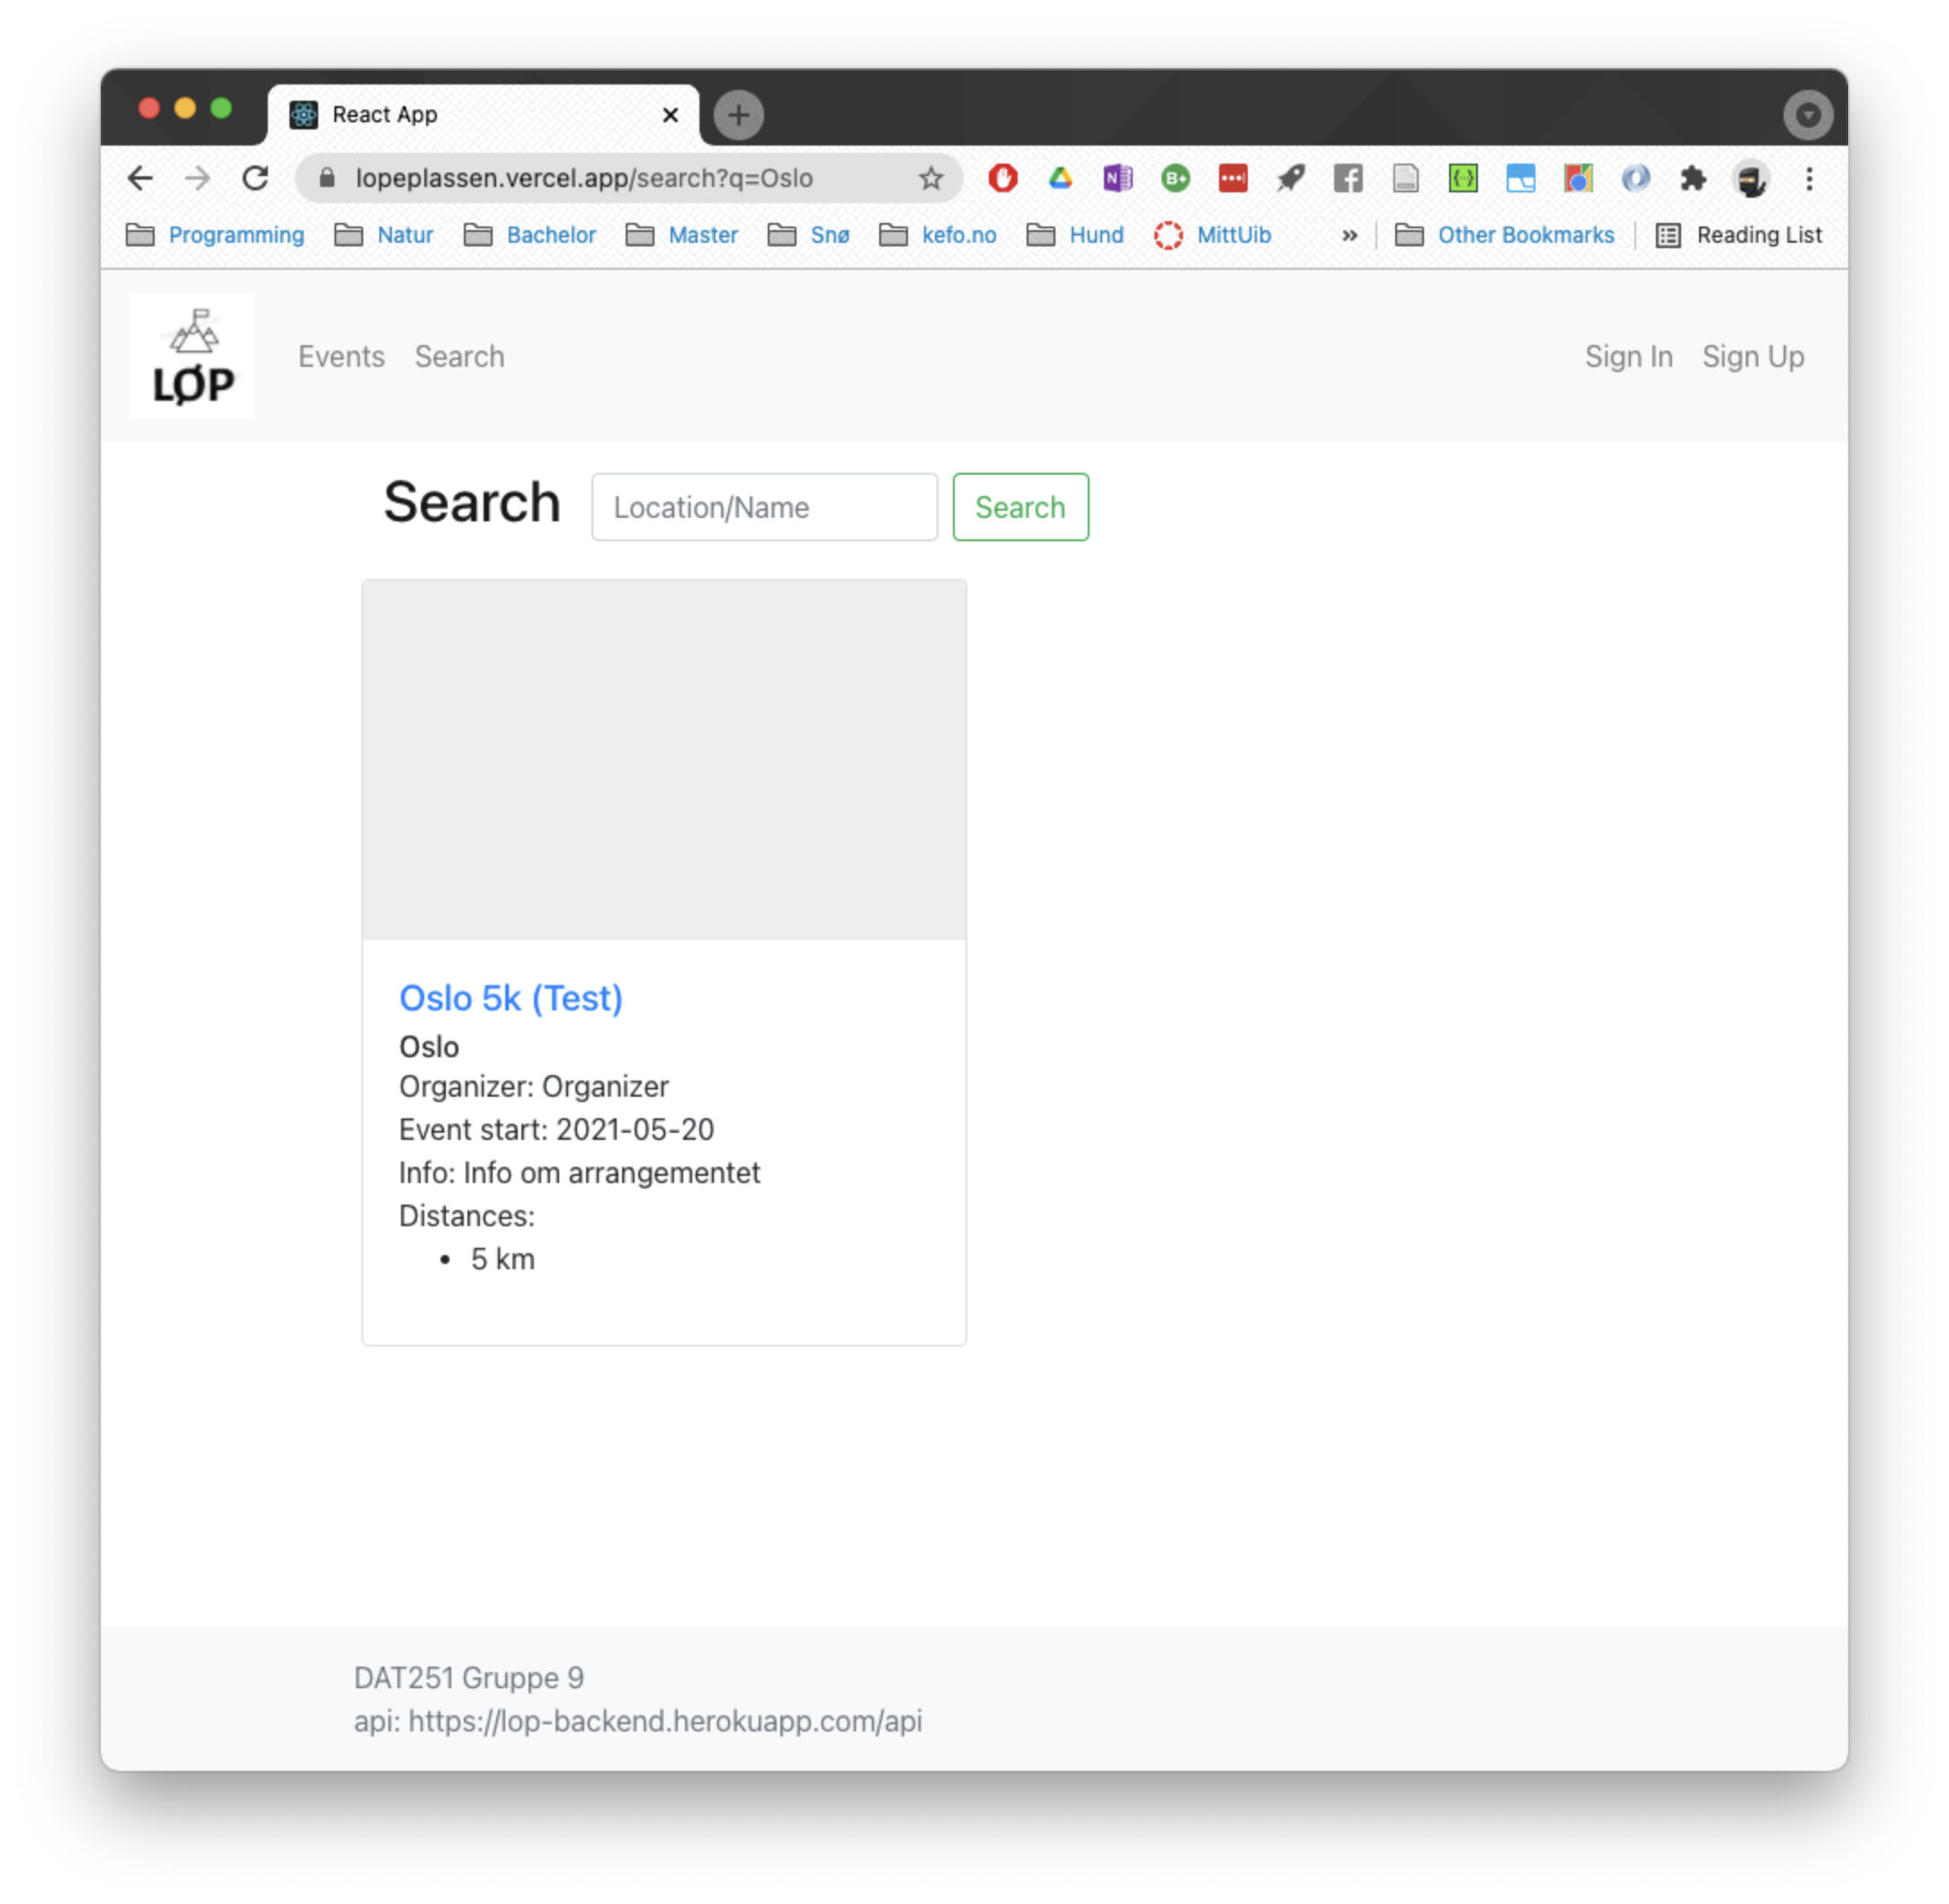 React App
lopeplassen.vercel.app/search?q=Oslo
Programming Natur Bachelor Master Snø kefo.no Hund MittUib » Other Bookmarks Reading List
LØP
Events Search Sign In Sign Up
Search Location/Name Search
Oslo 5k (Test)
Oslo
Organizer: Organizer
Event start: 2021-05-20
Info: Info om arrangementet
Distances:
• 5 km
DAT251 Gruppe 9
api: https://lop-backend.herokuapp.com/api